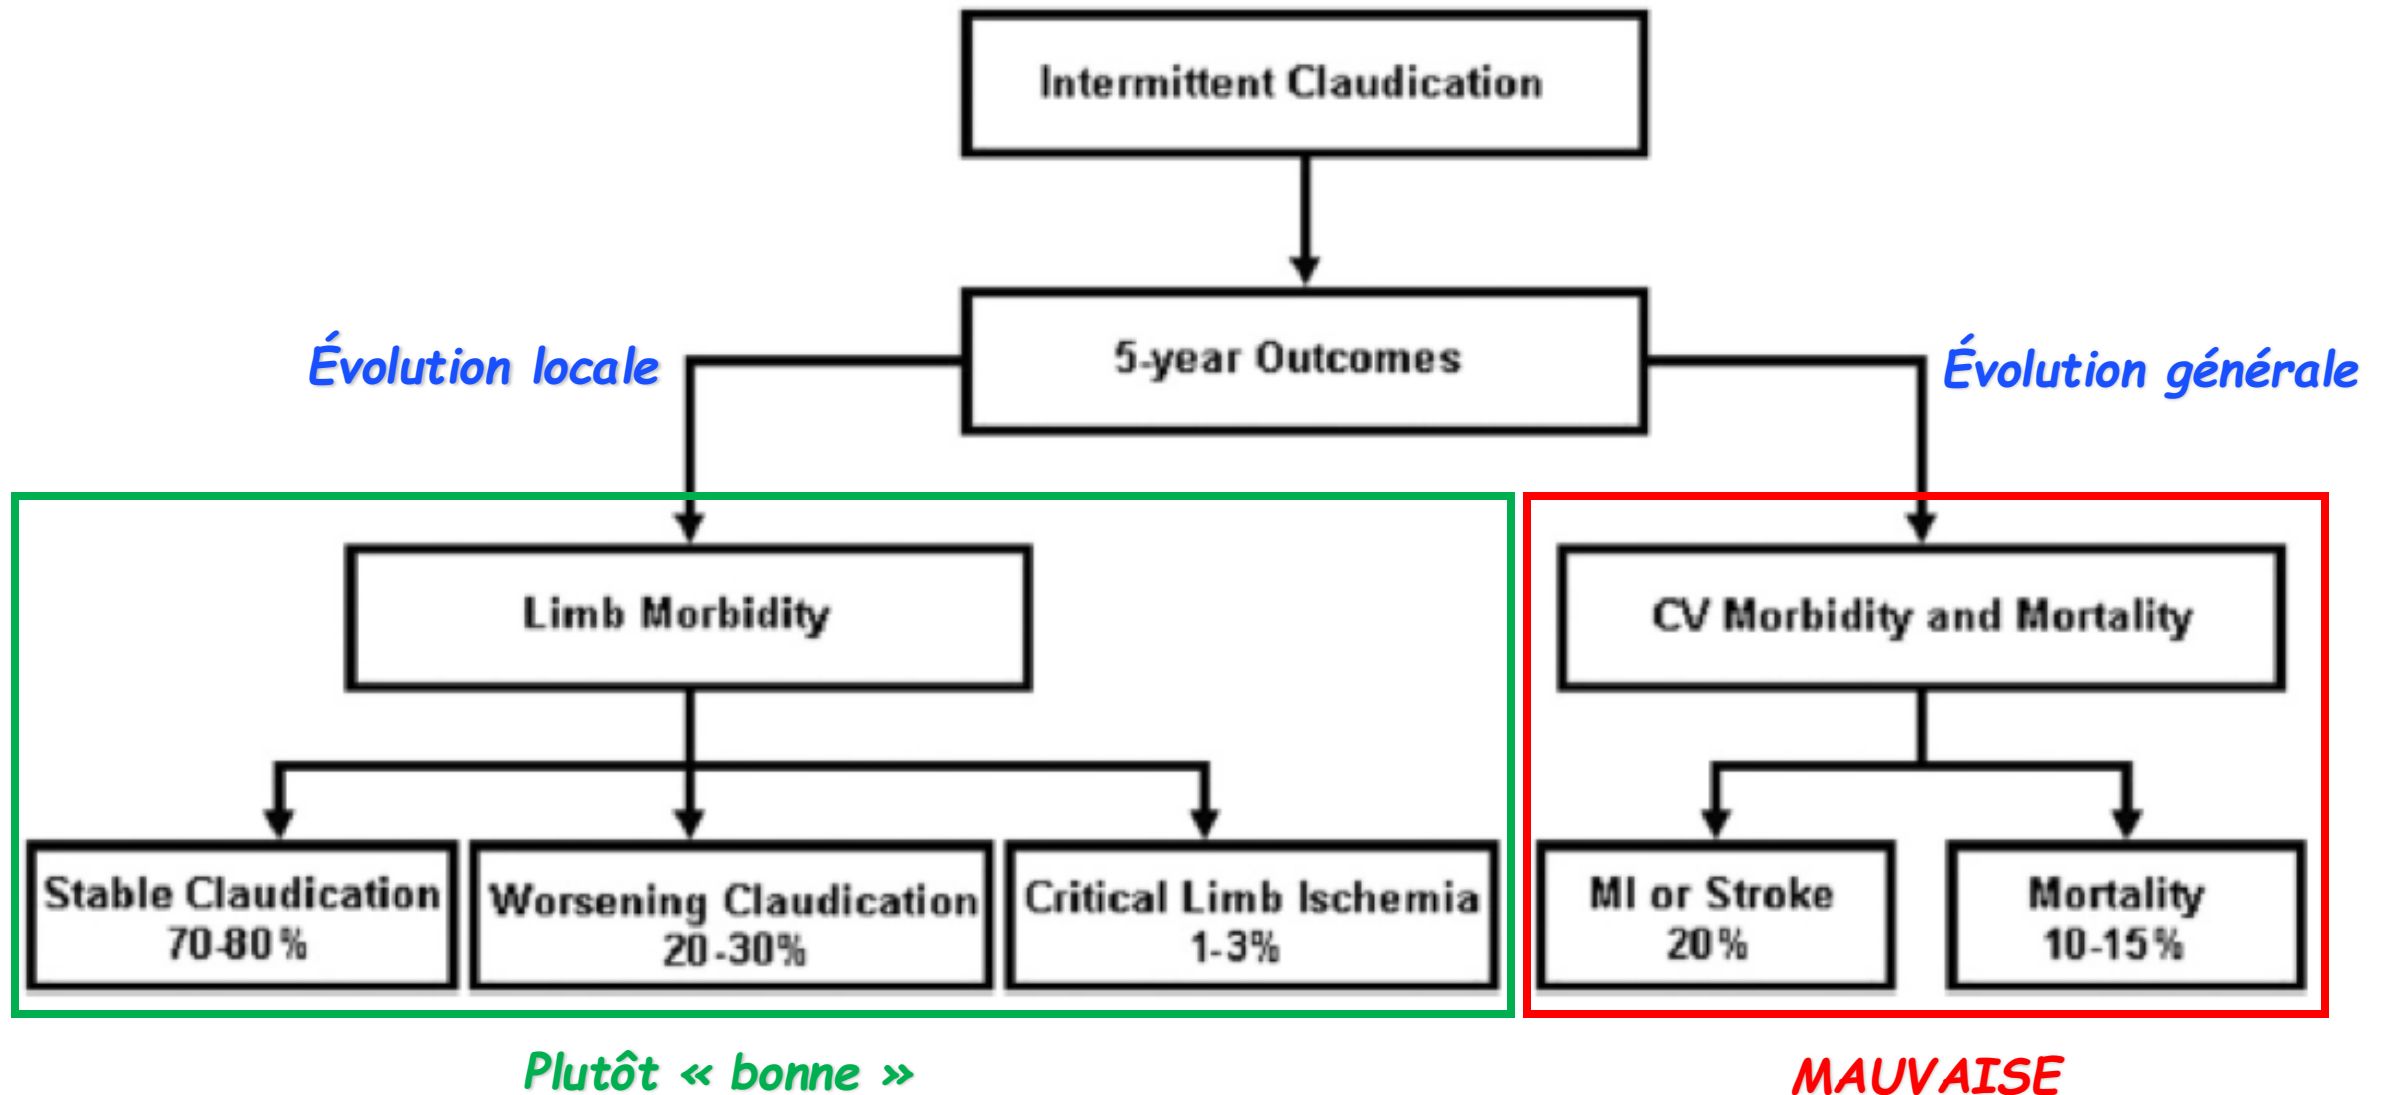 Intermittent Claudication
5-year Outcomes
Évolution locale
Évolution générale
Limb Morbidity
CV Morbidity and Mortality
Stable Claudication
70-80%
Worsening Claudication
20-30%
Critical Limb Ischemia
1-3%
MI or Stroke
20%
Mortality
10-15%
Plutôt « bonne »
MAUVAISE